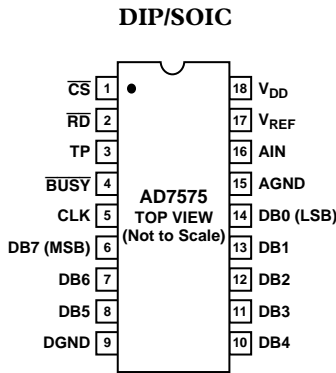 DIP/SOIC
CS 1 18 VDD
RD 2 17 VREF
TP 3 16 AIN
BUSY 4 15 AGND
AD7575
CLK 5 TOP VIEW 14 DB0 (LSB)
(Not to Scale)
DB7 (MSB) 6 13 DB1
DB6 7 12 DB2
DB5 8 11 DB3
DGND 9 10 DB4